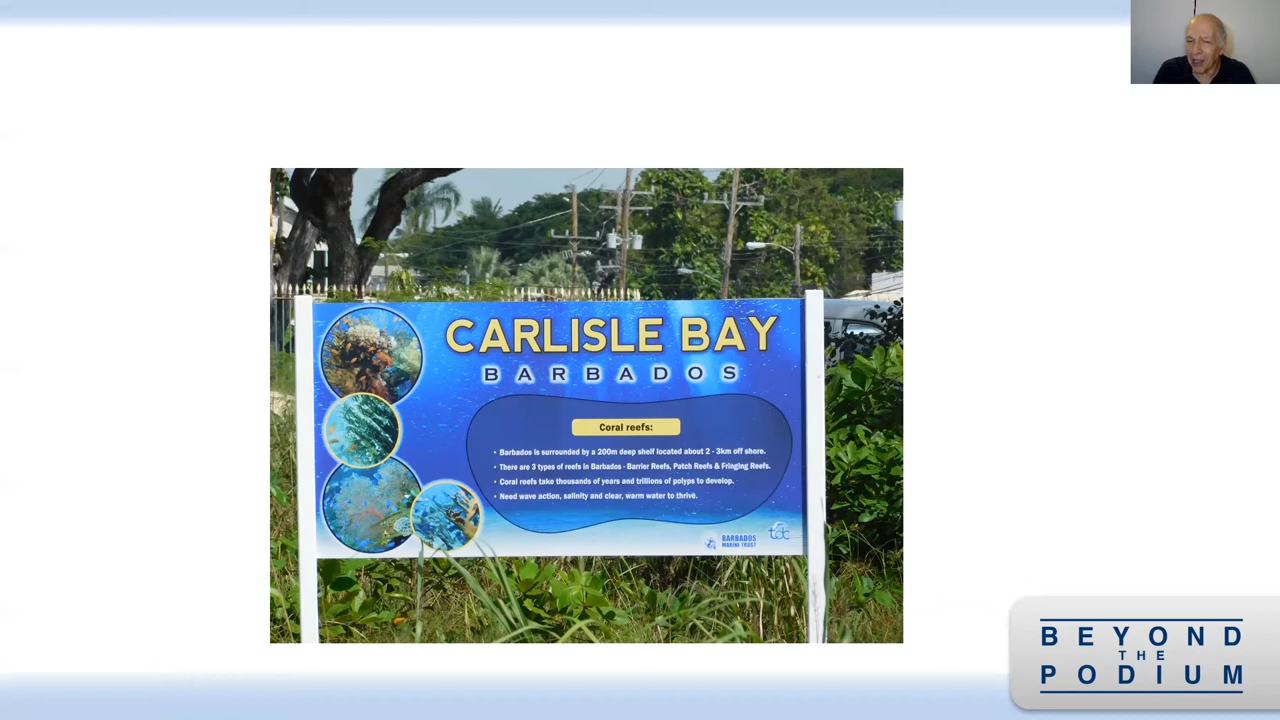 CARLISLE BAY
BARBADOS
Coral reefs:
• Barbados is surrounded by a 200m deep shelf located about 2 - 3km off shore.
• There are 3 types of reefs in Barbados - Barrier Reefs, Patch Reefs & Fringing Reefs.
• Coral reefs take thousands of years and trillions of polyps to develop.
• Need wave action, salinity and clear, warm water to thrive.
BARBADOS
MARINE TRUST
tdc
BEYOND
THE
PODIUM